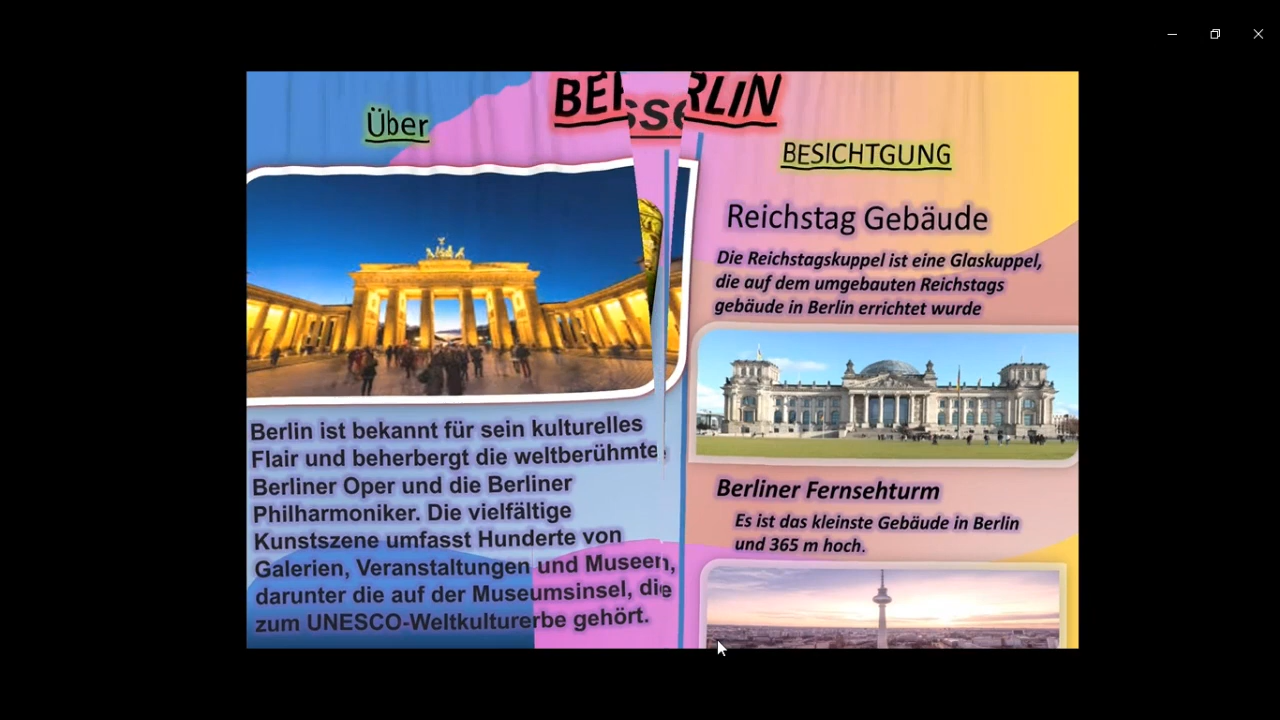 Über
BERLIN
sse
Berlin ist bekannt für sein kulturelles
Flair und beherbergt die weltberühmte
Berliner Oper und die Berliner
Philharmoniker. Die vielfältige
Kunstszene umfasst Hunderte von
Galerien, Veranstaltungen und Museen,
darunter die auf der Museumsinsel, die
zum UNESCO-Weltkulturerbe gehört.
BESICHTGUNG
Reichstag Gebäude
Die Reichstagskuppel ist eine Glaskuppel,
die auf dem umgebauten Reichstags
gebäude in Berlin errichtet wurde
Berliner Fernsehturm
Es ist das kleinste Gebäude in Berlin
und 365 m hoch.